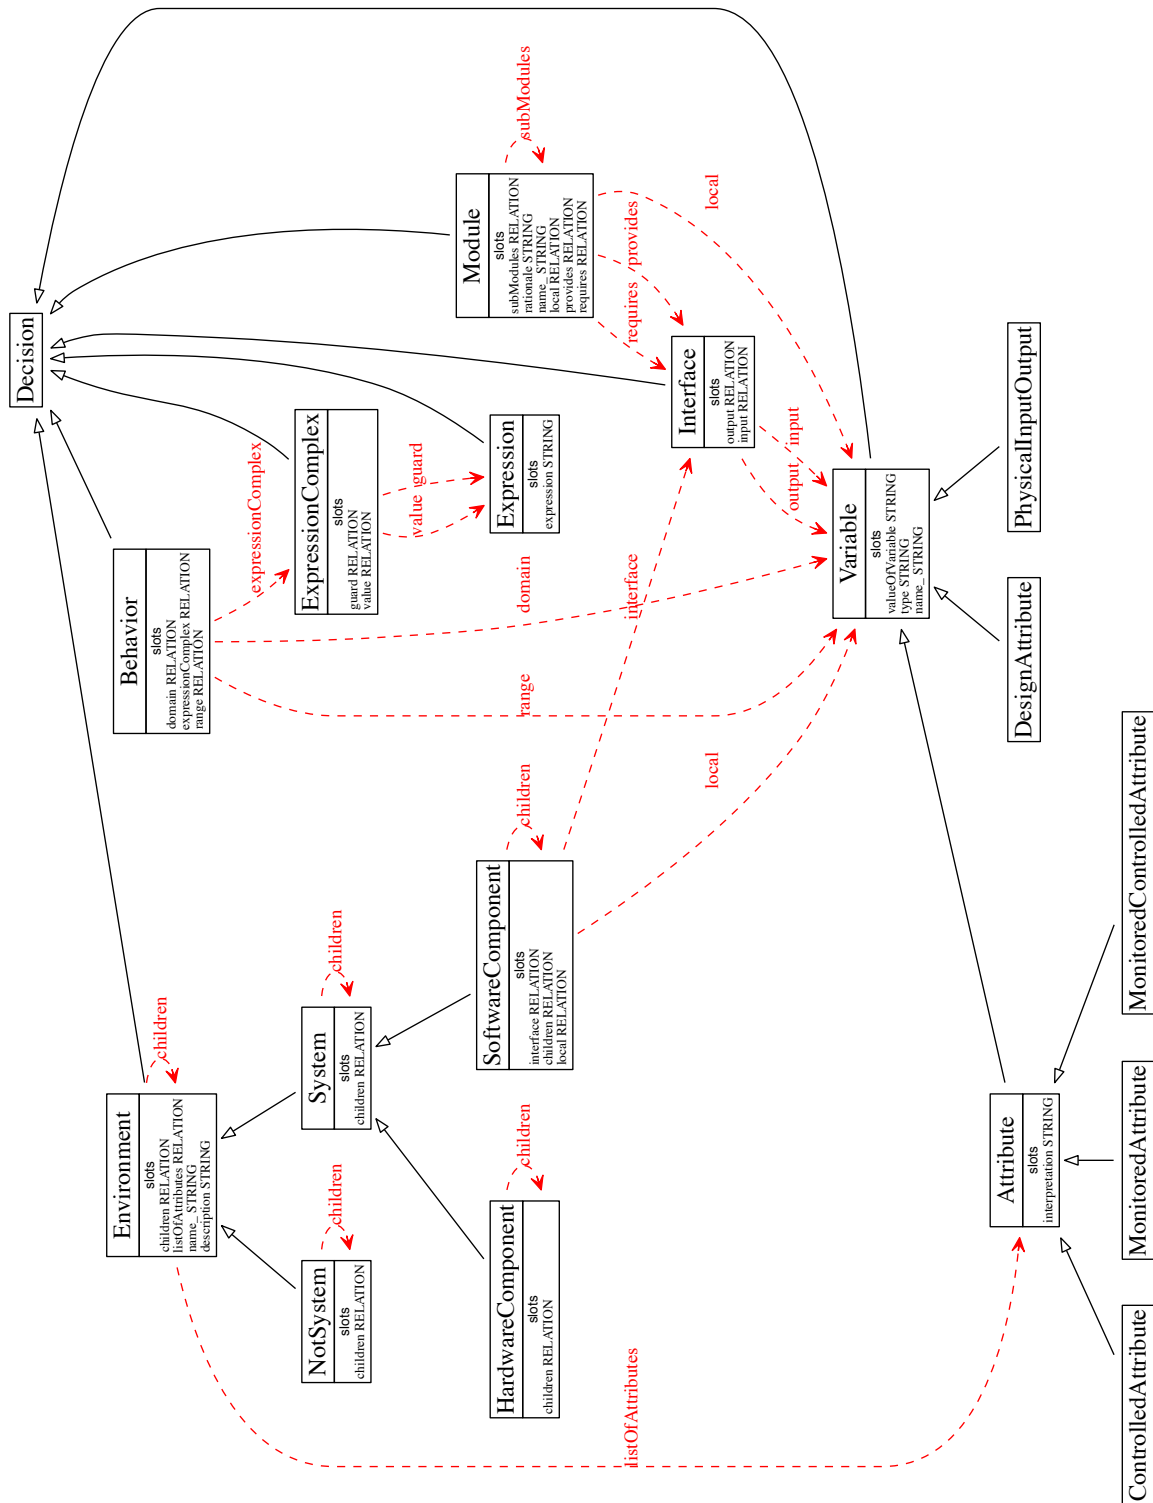 Decision
Environment
slots
children RELATION
listOfAttributes RELATION
name_ STRING
description STRING
children
Behavior
slots
domain RELATION
expressionComplex RELATION
range RELATION
NotSystem
slots
children RELATION
children
System
slots
children RELATION
children
expressionComplex
ExpressionComplex
slots
guard RELATION
value RELATION
value
guard
Module
slots
subModules RELATION
rationale STRING
name_ STRING
local RELATION
provides RELATION
requires RELATION
subModules
HardwareComponent
slots
children RELATION
children
SoftwareComponent
slots
interface RELATION
children RELATION
local RELATION
children
Expression
slots
expression STRING
listOfAttributes
range
domain
interface
requires
provides
Interface
slots
output RELATION
input RELATION
local
local
output
input
Variable
slots
valueOfVariable STRING
type STRING
name_ STRING
Attribute
slots
interpretation STRING
DesignAttribute
PhysicalInputOutput
ControlledAttribute
MonitoredAttribute
MonitoredControlledAttribute